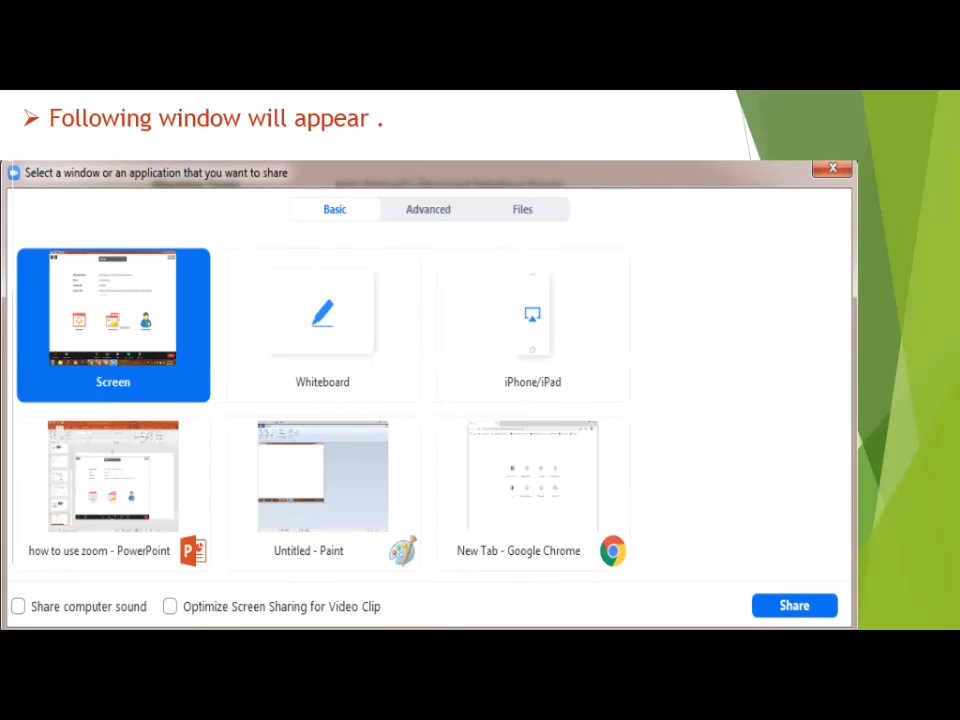 Following window will appear .
Select a window or an application that you want to share
Basic
Advanced
Files
Screen
Whiteboard
iPhone/iPad
how to use zoom - PowerPoint
Untitled - Paint
New Tab - Google Chrome
Share computer sound
Optimize Screen Sharing for Video Clip
Share